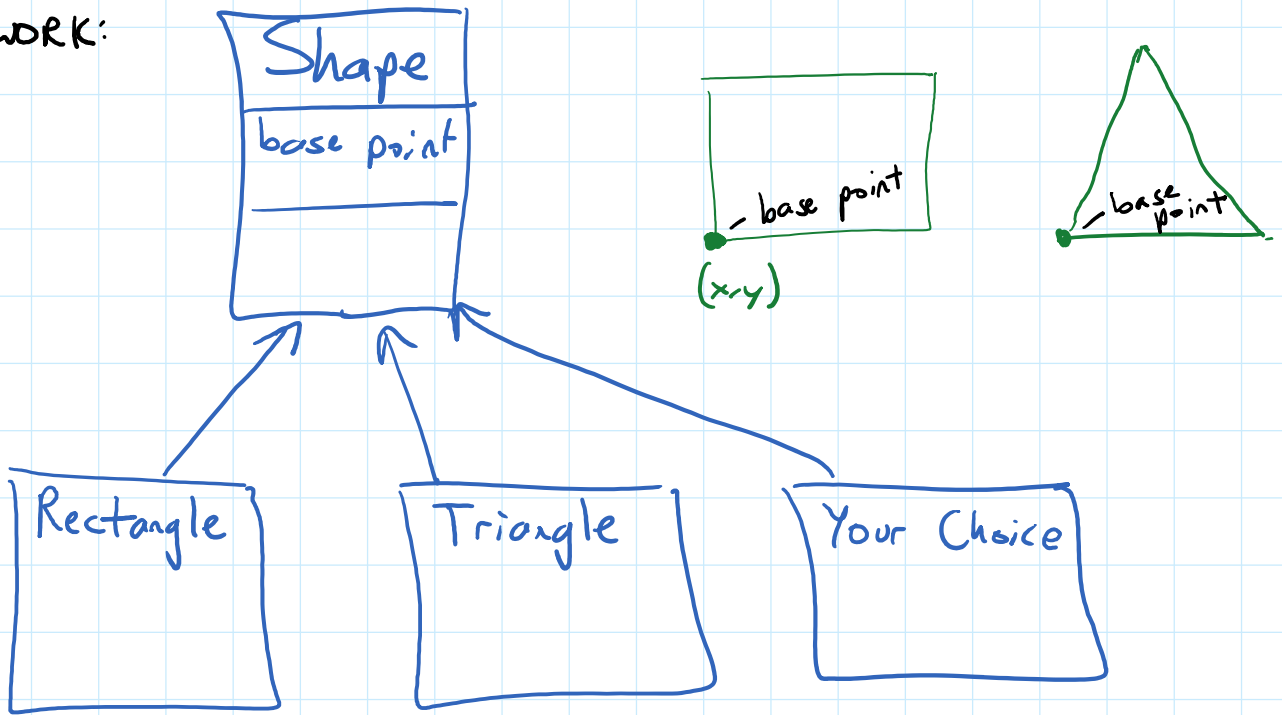 WORK:
Shape
base point
base point
(x,y)
base
point
Rectangle
Triangle
Your Choice